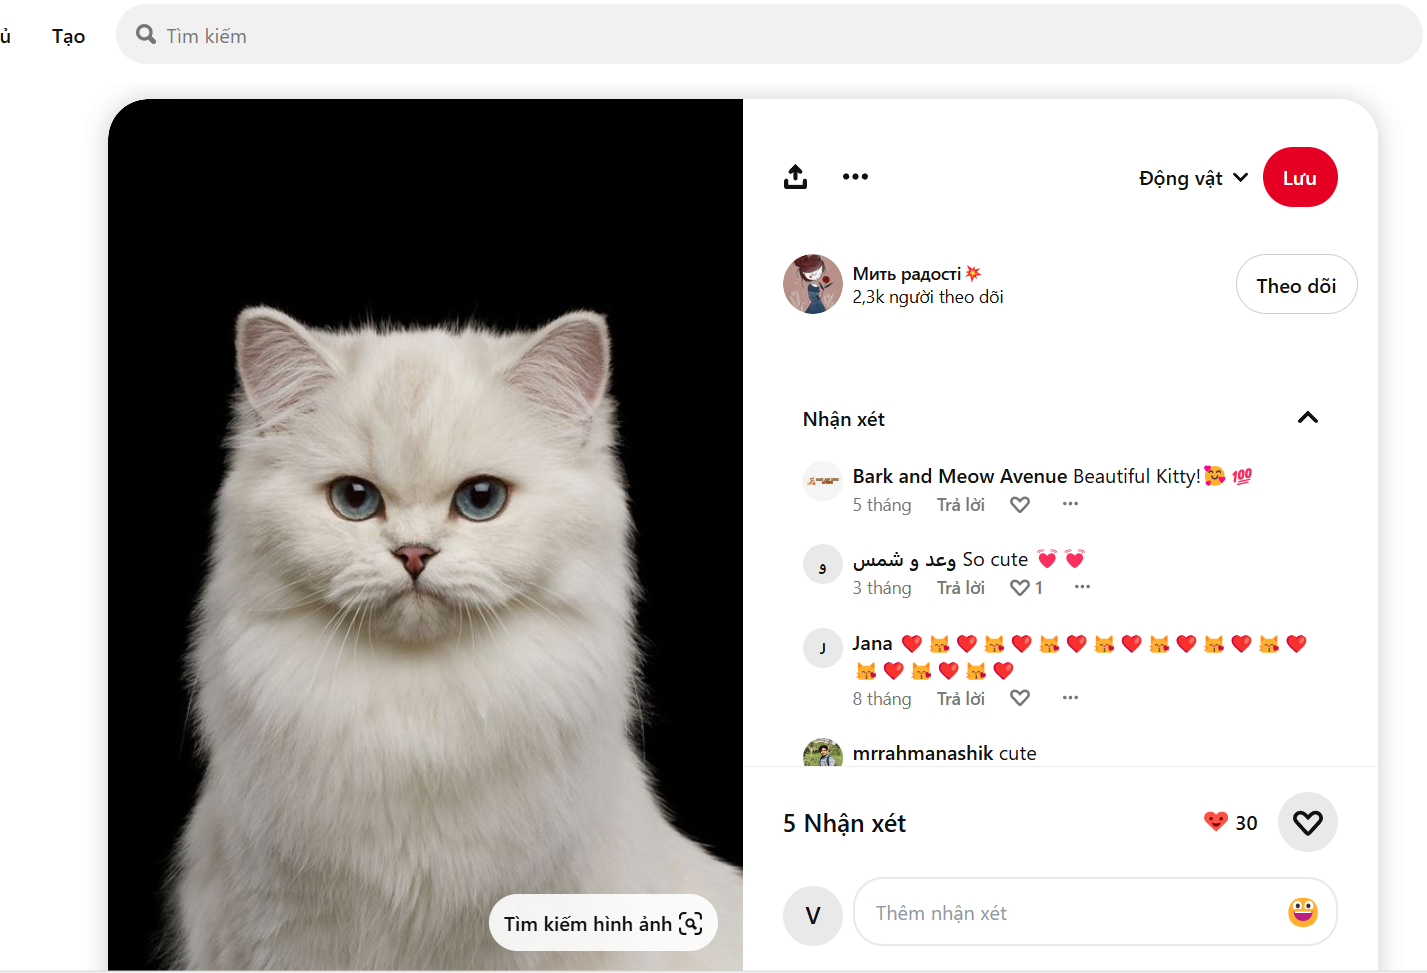 ủ Tạo Tìm kiếm
Động vật Lưu
Мить радості💥
2,3k người theo dõi
Theo dõi
Nhận xét
Bark and Meow Avenue Beautiful Kitty!🥰 💯
5 tháng Trả lời
و
وعد و شمس So cute 💓 💓
3 tháng Trả lời 1
J
Jana ❤️ 😽 ❤️ 😽 ❤️ 😽 ❤️ 😽 ❤️ 😽 ❤️ 😽 ❤️ 😽 ❤️
😽 ❤️ 😽 ❤️ 😽 ❤️
8 tháng Trả lời
mrrahmanashik cute
5 Nhận xét 30
Tìm kiếm hình ảnh
V Thêm nhận xét